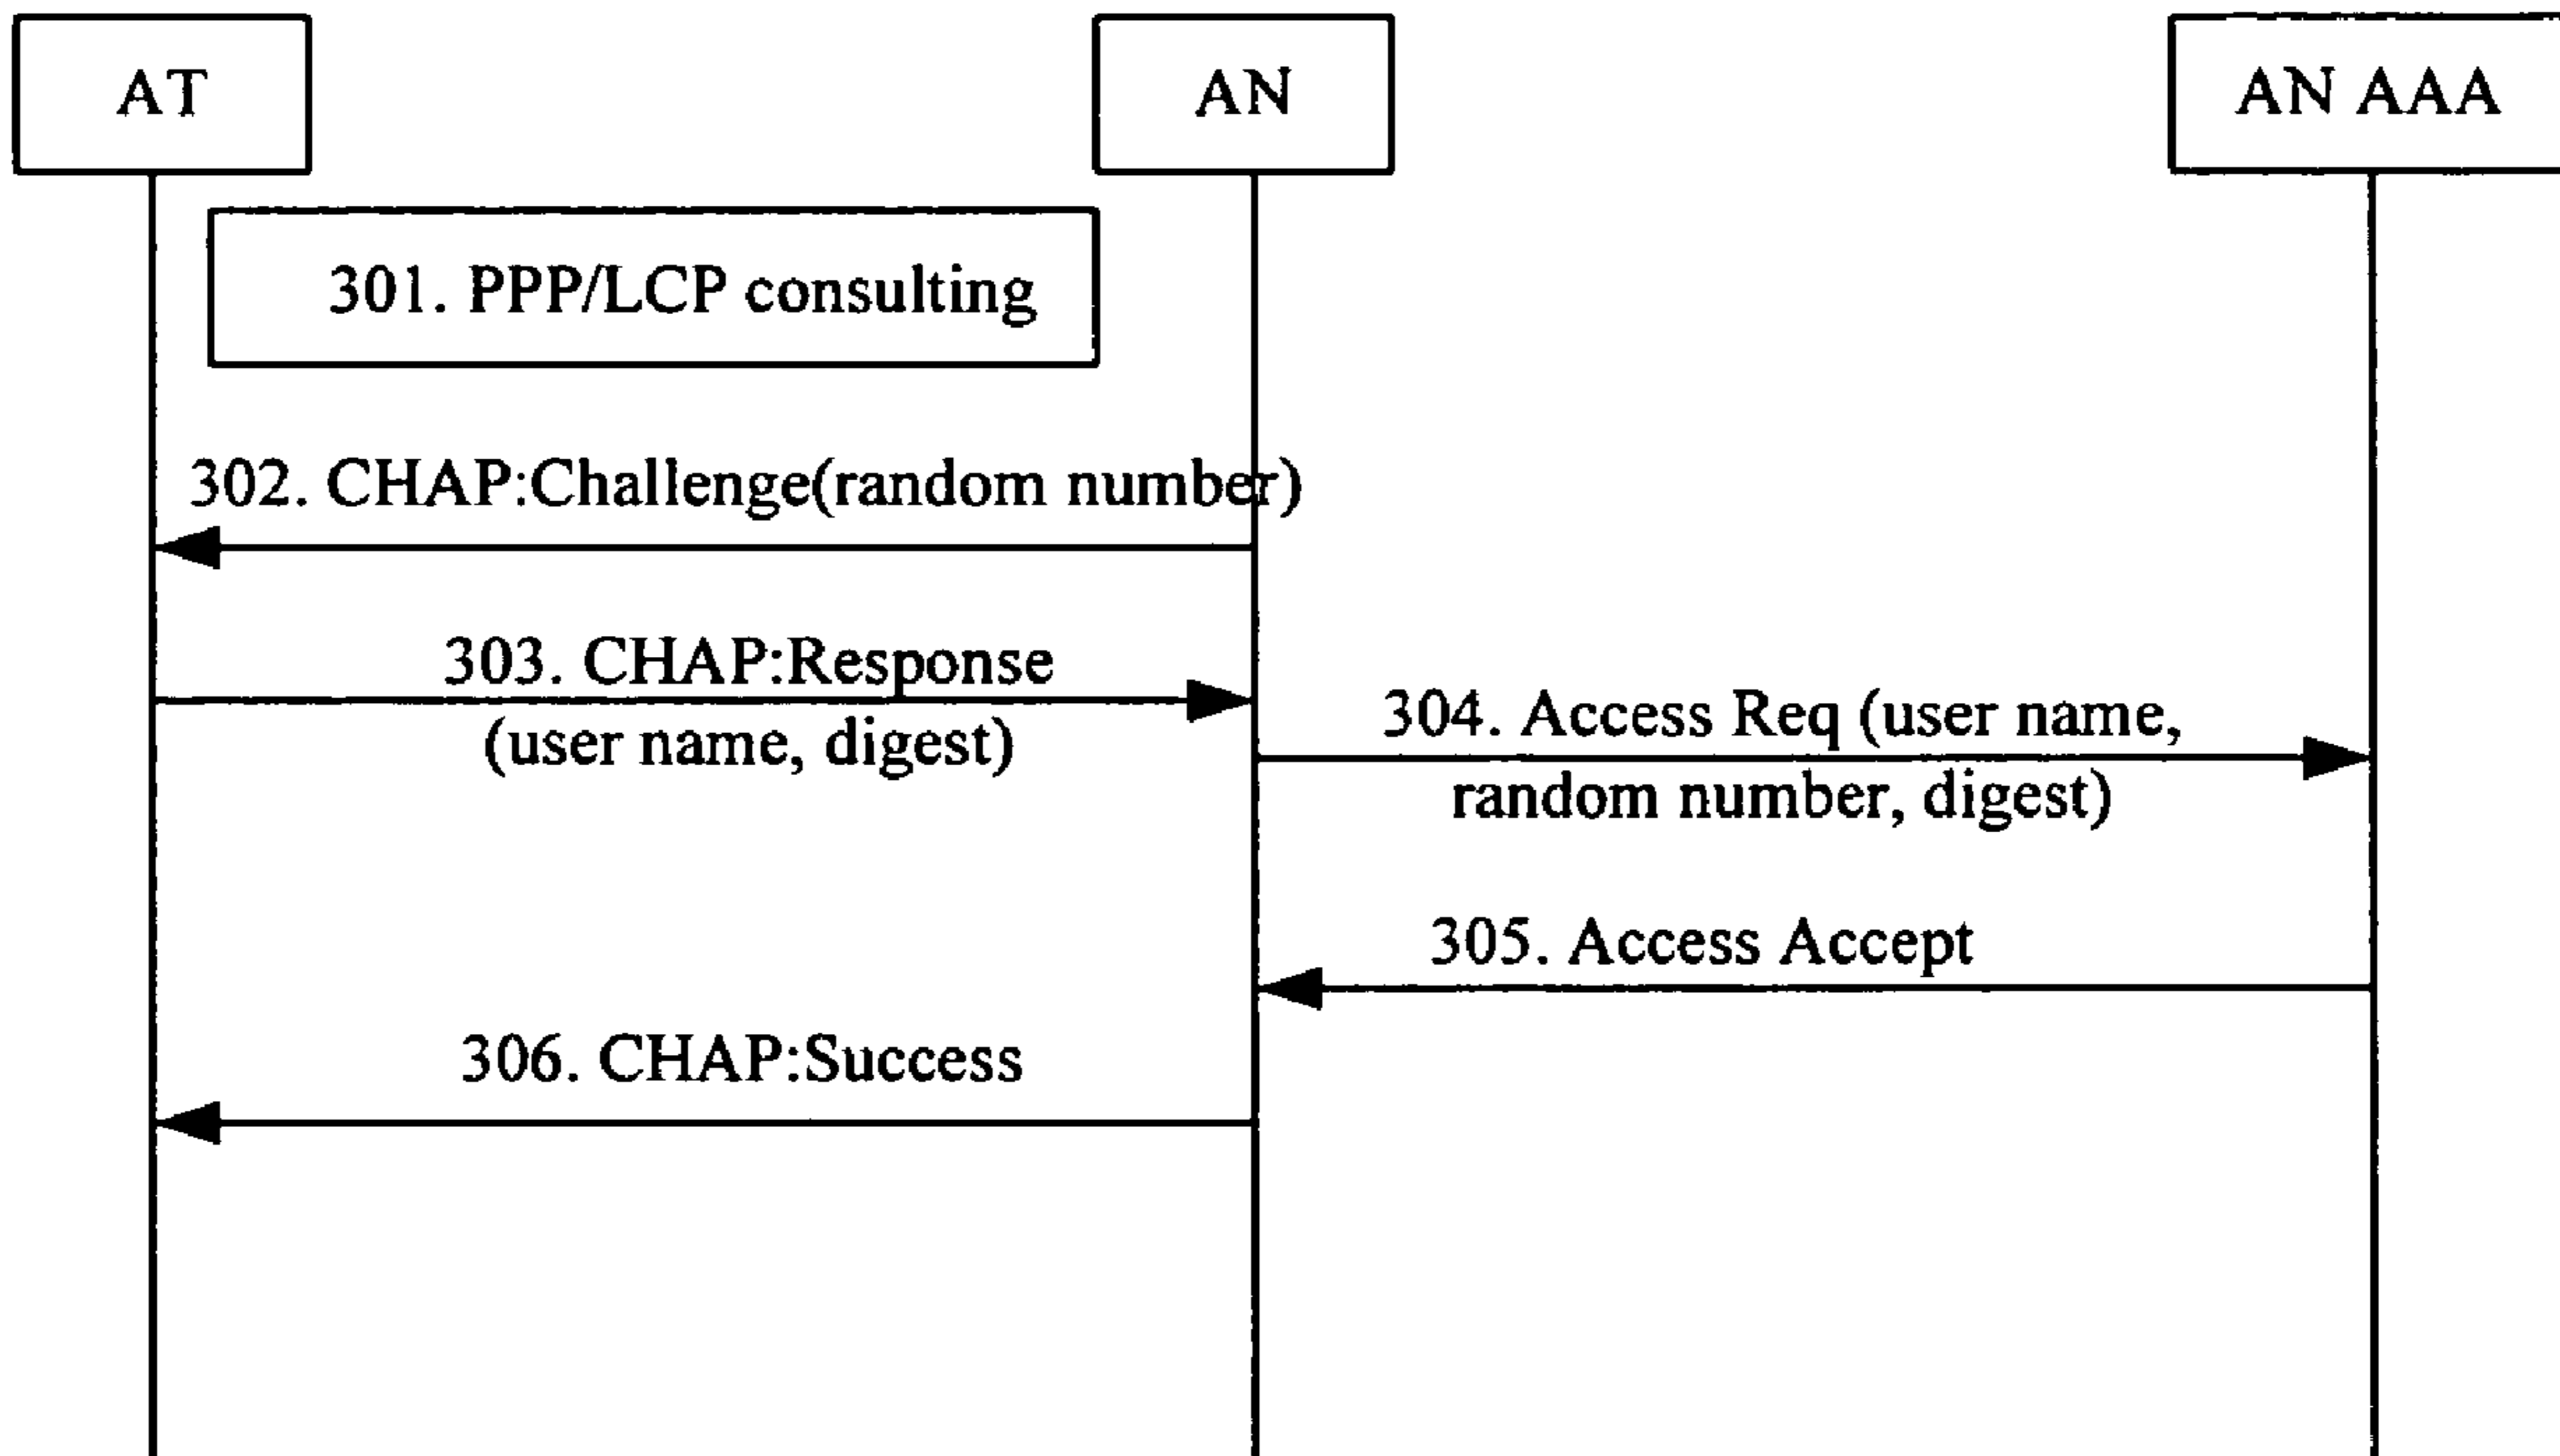 AT
AN
AN AAA
301. PPP/LCP consulting
302. CHAP:Challenge(random number)
303. CHAP:Response
(user name, digest)
304. Access Req (user name,
random number, digest)
305. Access Accept
306. CHAP:Success